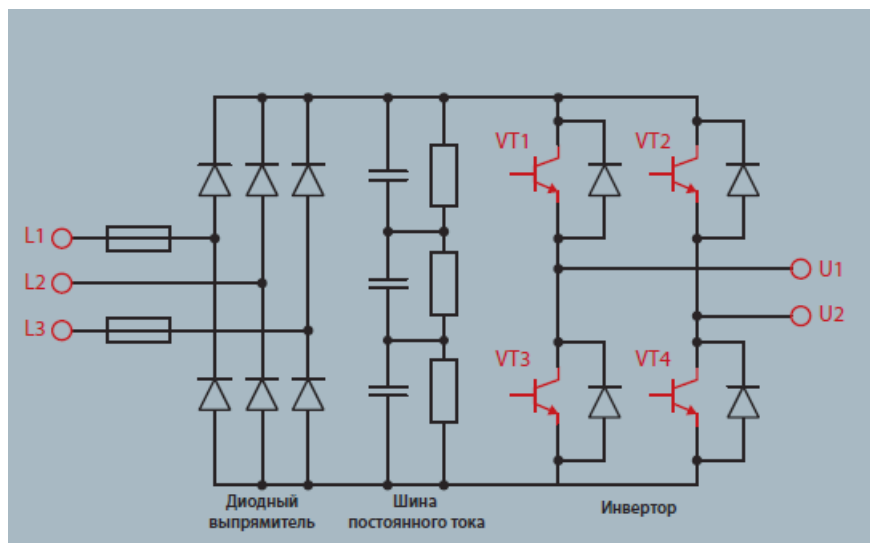 VT1
VT2
L1
U1
L2
U2
L3
VT3
VT4
Диодный
выпрямитель
Шина
постоянного тока
Инвертор